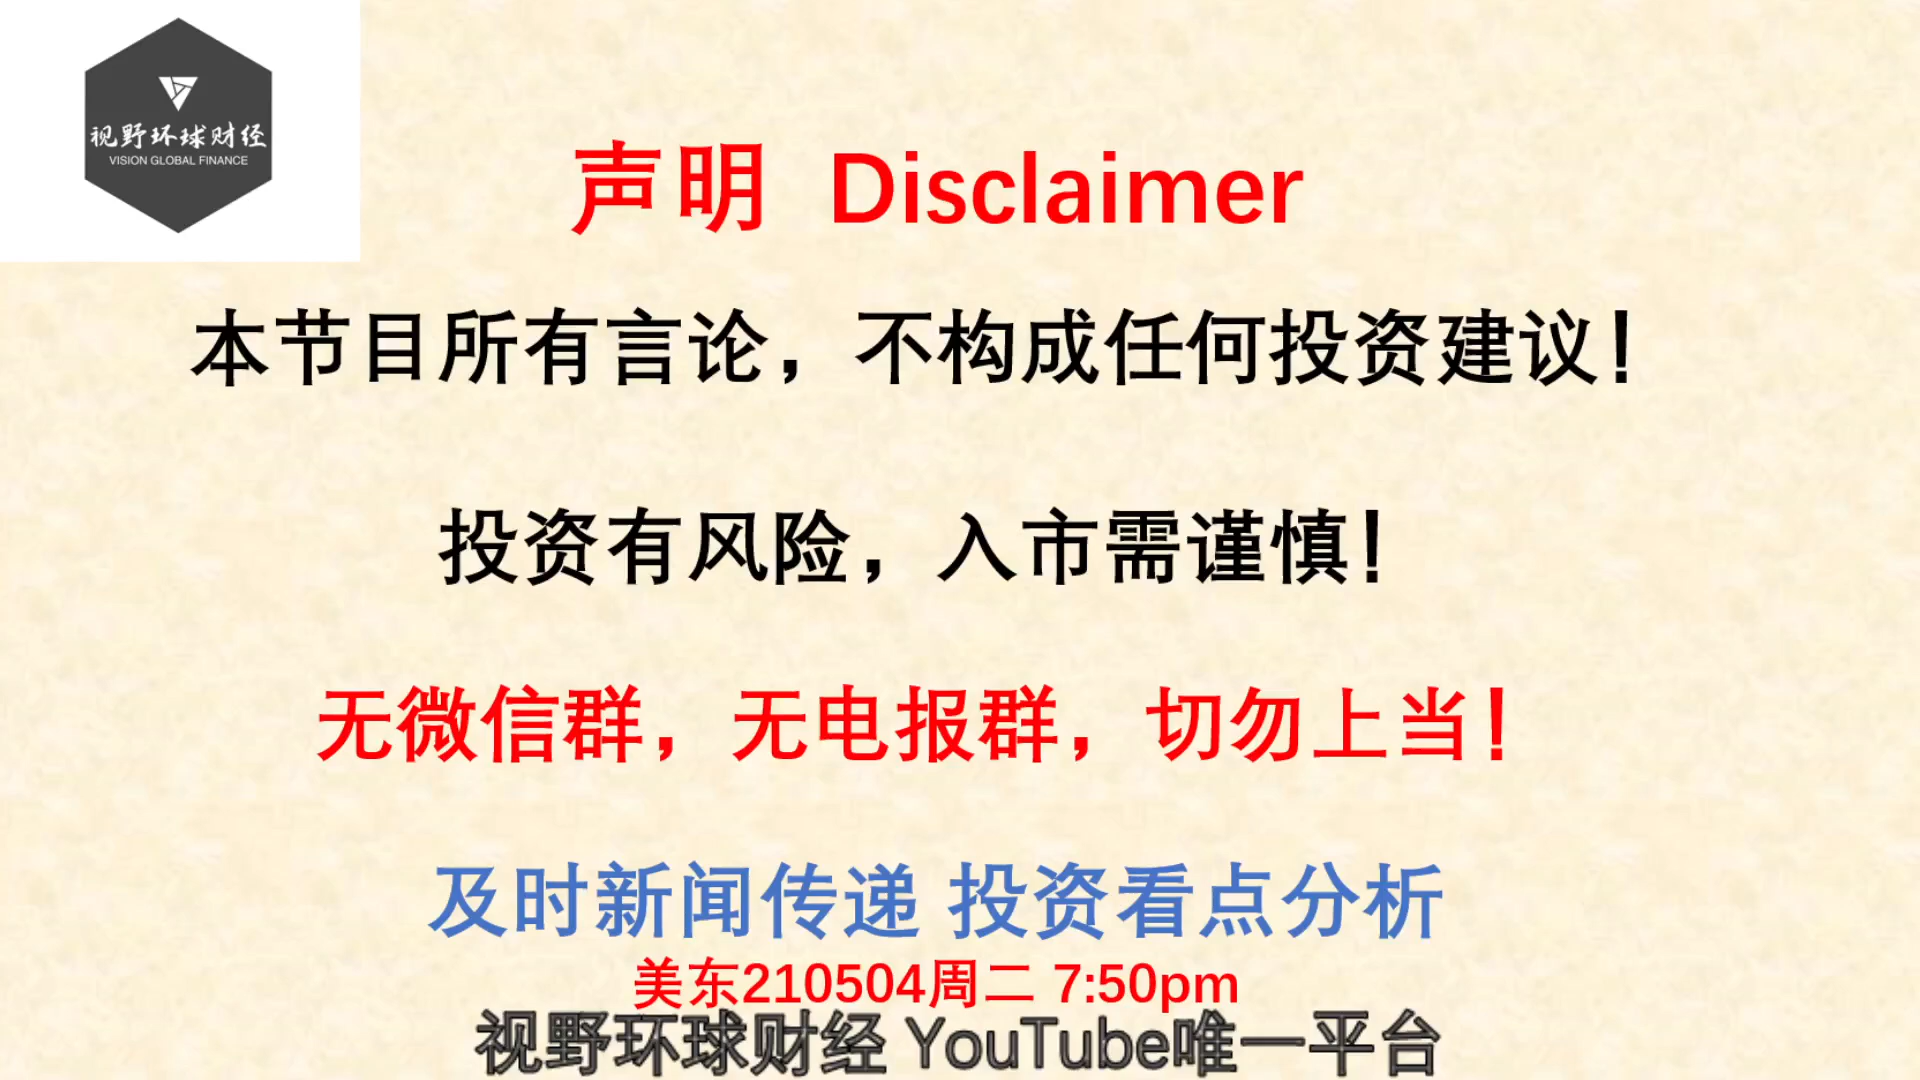 视野环球财经
VISION GLOBAL FINANCE
声明 Disclaimer
本节目所有言论，不构成任何投资建议！
投资有风险，入市需谨慎！
无微信群，无电报群，切勿上当！
及时新闻传递 投资看点分析
美东210504周二 7:50pm
视野环球财经 YouTube唯一平台